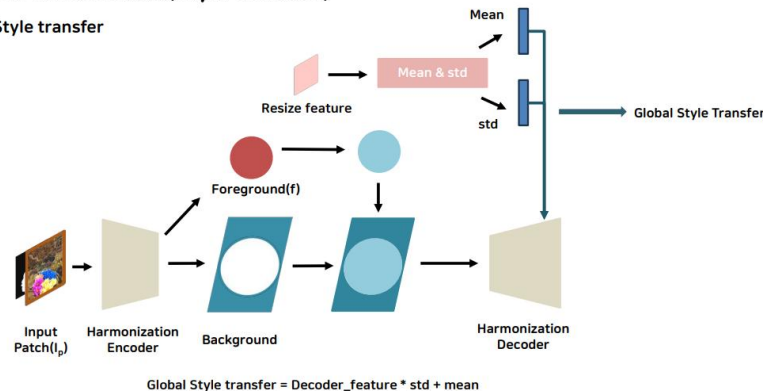 Style transfer
Mean
Mean & std
Resize feature
std
Global Style Transfer
Foreground(f)
Input
Patch(Ip)
Harmonization
Encoder
Background
Harmonization
Decoder
Global Style transfer = Decoder_feature * std + mean